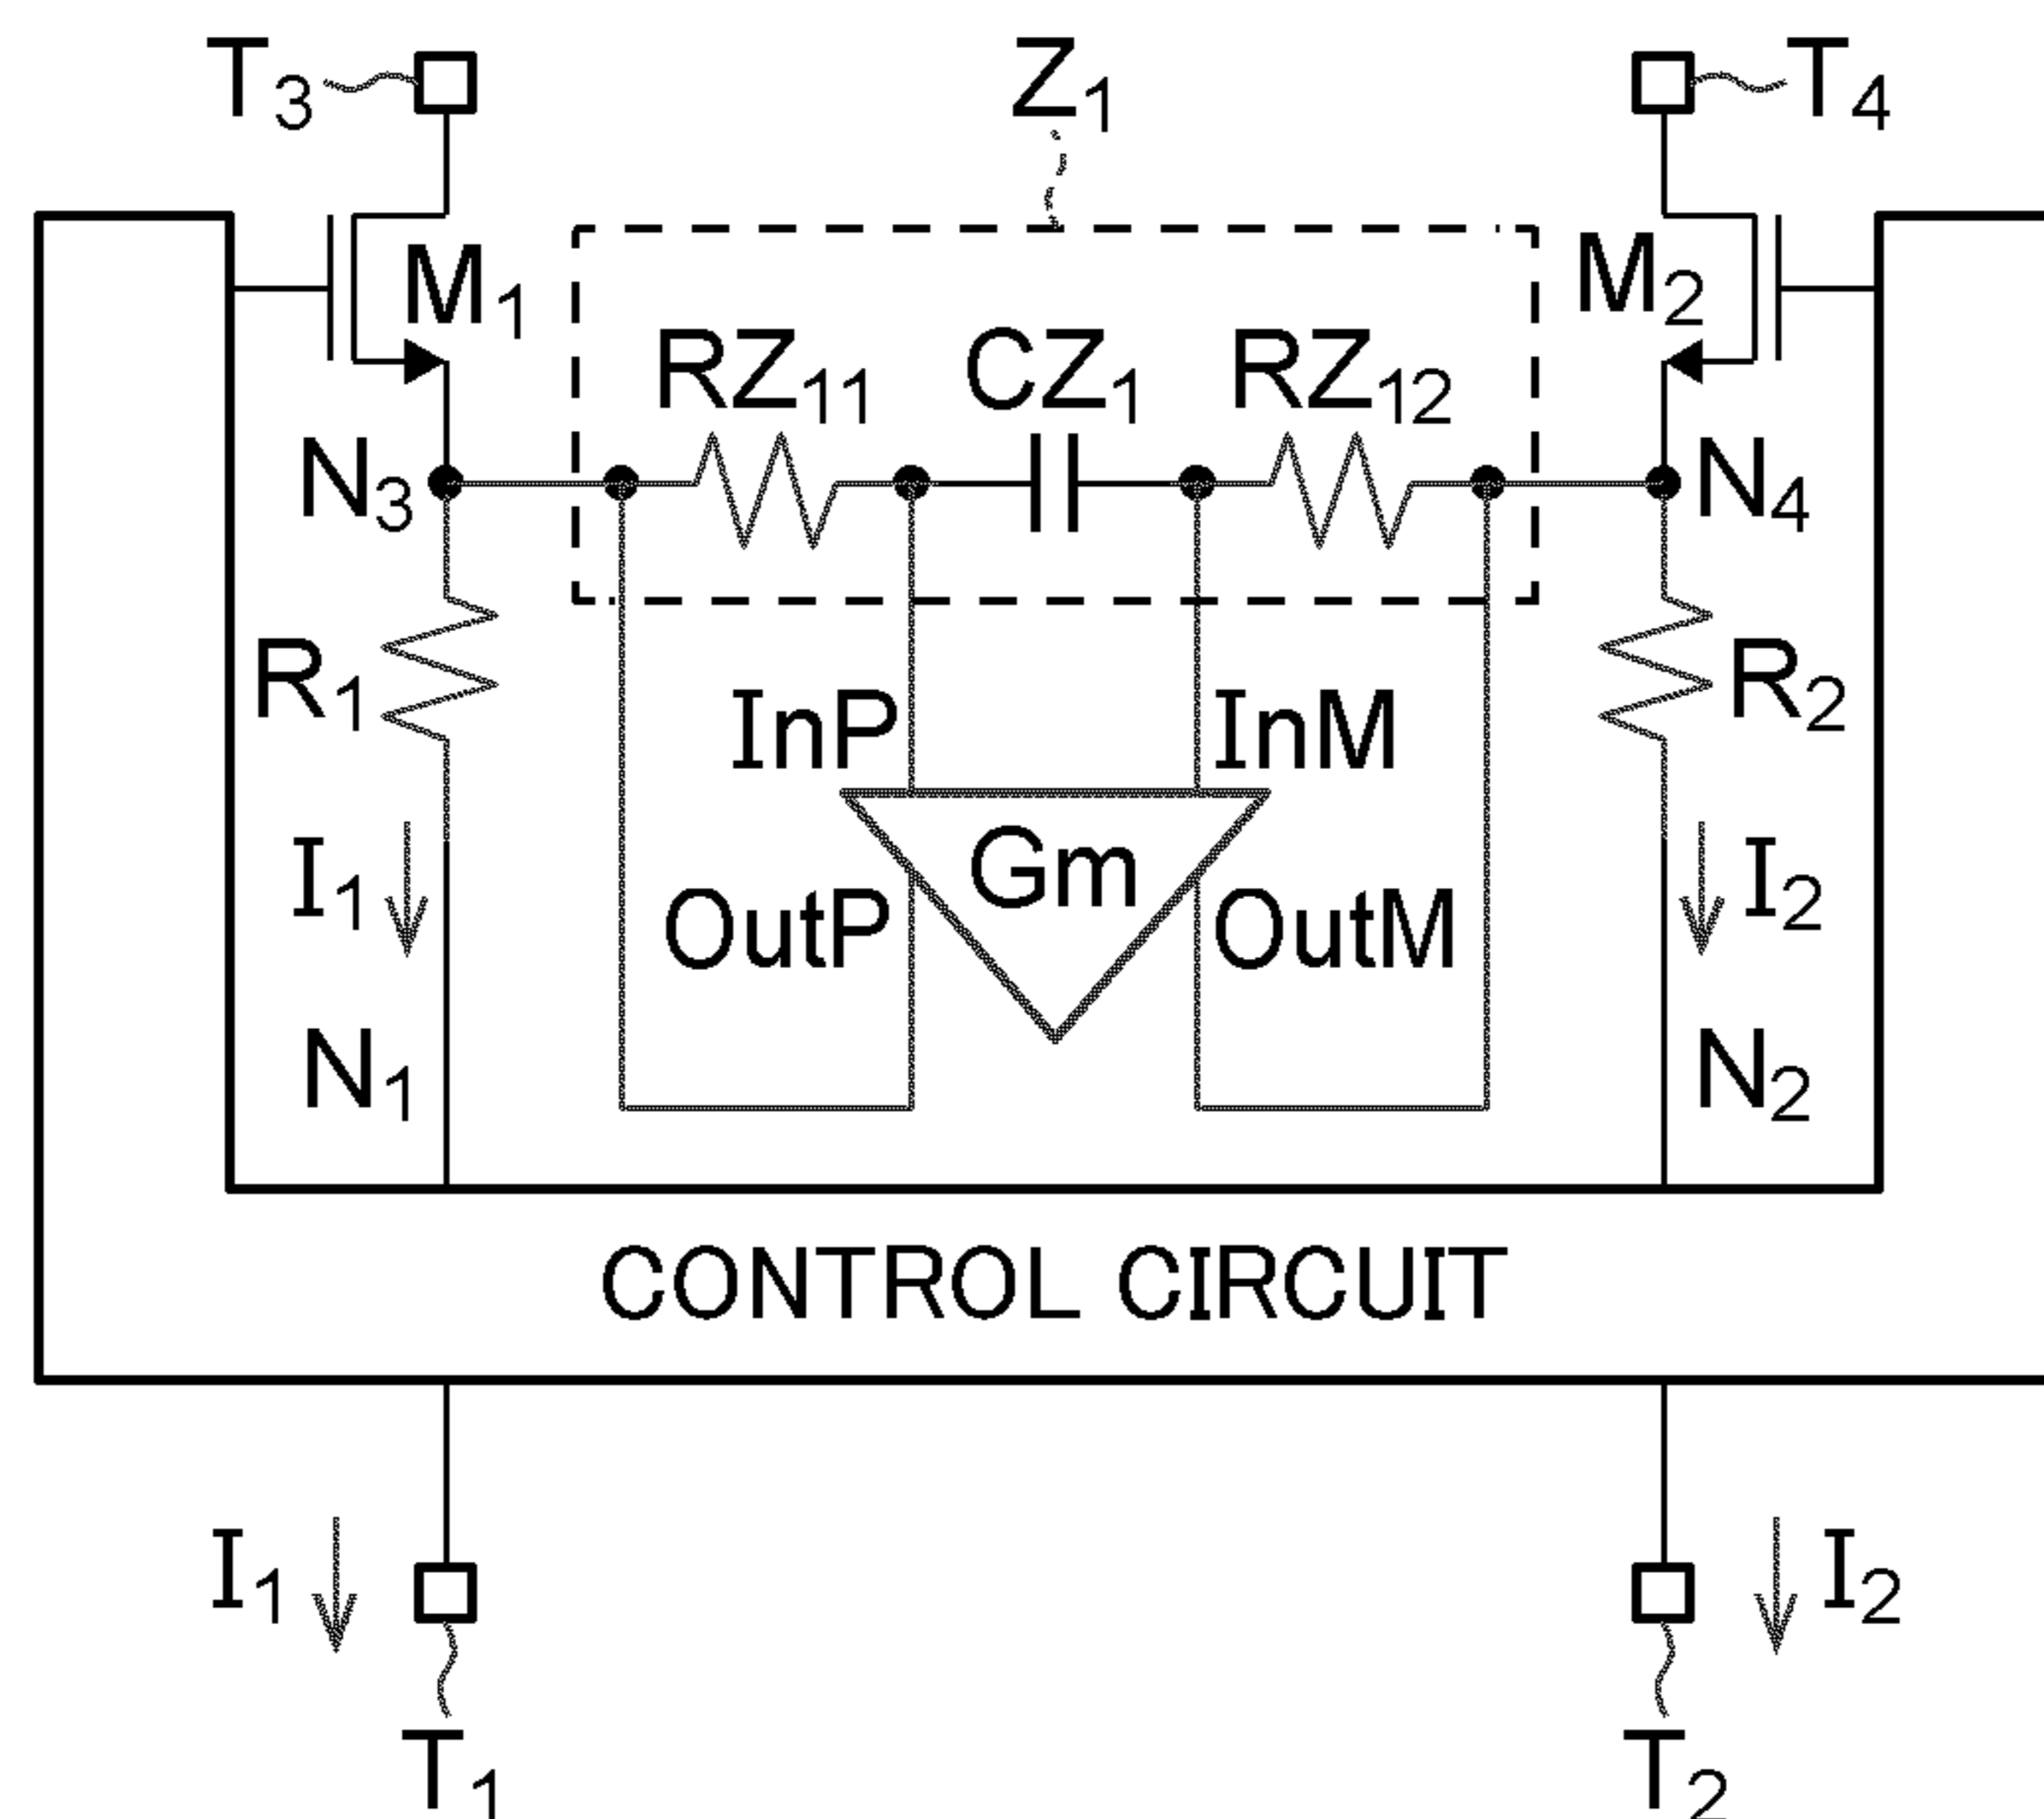 T3
Z1
T4
M1
M2
RZ11
CZ1
RZ12
N3
N4
R1
R2
InP
InM
Gm
I1
I2
OutP
OutM
N1
N2
CONTROL CIRCUIT
I1
I2
T1
T2